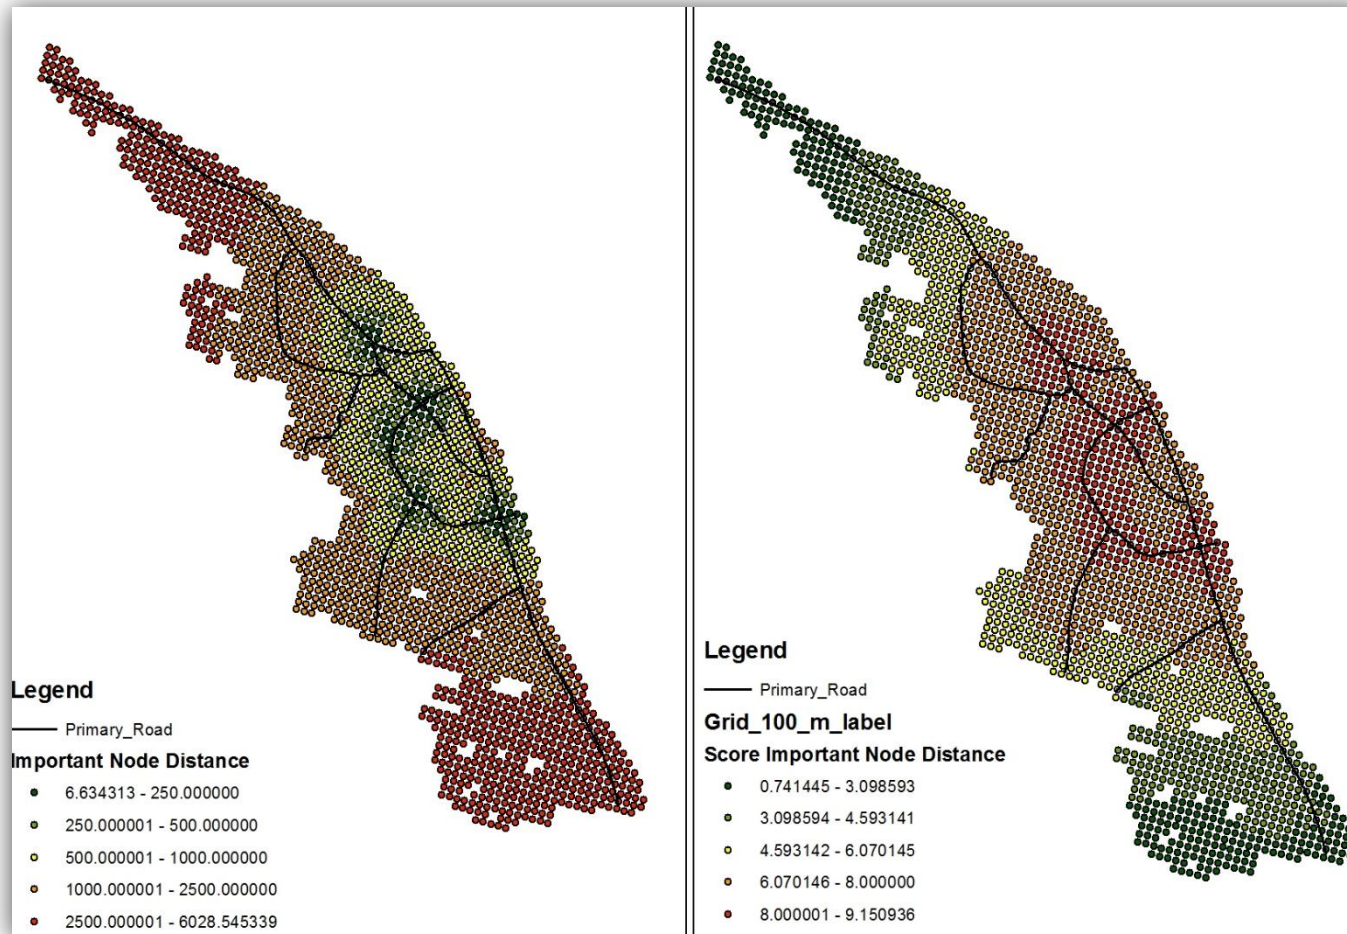 Legend
Primary_Road
Important Node Distance
6.634313 - 250.000000
250.000001 - 500.000000
500.000001 - 1000.000000
1000.000001 - 2500.000000
2500.000001 - 6028.545339
Legend
Primary_Road
Grid_100_m_label
Score Important Node Distance
0.741445 - 3.098593
3.098594 - 4.593141
4.593142 - 6.070145
6.070146 - 8.000000
8.000001 - 9.150936